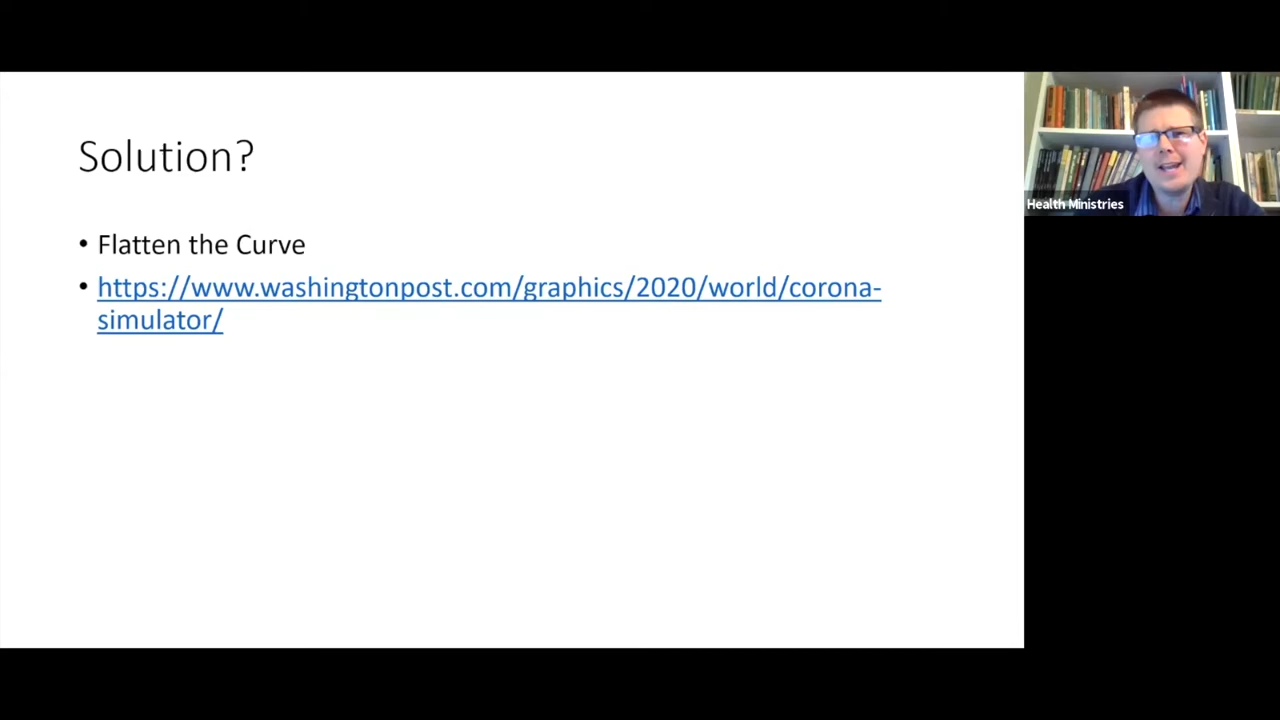 Solution?
• Flatten the Curve
• https://www.washingtonpost.com/graphics/2020/world/corona-
simulator/
Health Ministries